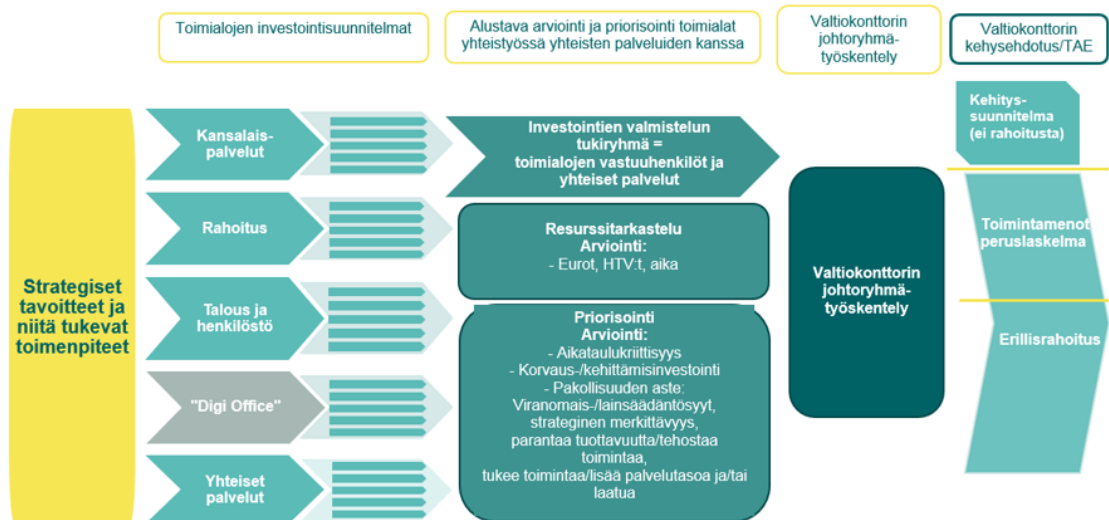 Toimialojen investointisuunnitelmat
Alustava arviointi ja priorisointi toimialat
yhteistyössä yhteisten palveluiden kanssa
Valtiokonttorin
johtoryhmä-
työskentely
Valtiokonttorin
kehysehdotus/TAE
Strategiset
tavoitteet ja
niitä tukevat
toimenpiteet
Kansalais-
palvelut
Rahoitus
Talous ja
henkilöstö
"Digi Office"
Yhteiset
palvelut
Investointien valmistelun
tukiryhmä =
toimialojen vastuuhenkilöt ja
yhteiset palvelut
Resurssitarkastelu
Arviointi:
- Eurot, HTV:t, aika
Priorisointi
Arviointi:
- Aikataulukriittisyys
- Korvaus-/kehittämisinvestointi
- Pakollisuuden aste:
Viranomais-/lainsäädäntösyyt,
strateginen merkittävyys,
parantaa tuottavuutta/tehostaa
toimintaa,
tukee toimintaa/lisää palvelutasoa ja/tai
laatua
Valtiokonttorin
johtoryhmä-
työskentely
Kehitys-
suunnitelma
(ei rahoitusta)
Toimintamenot
peruslaskelma
Erillisrahoitus